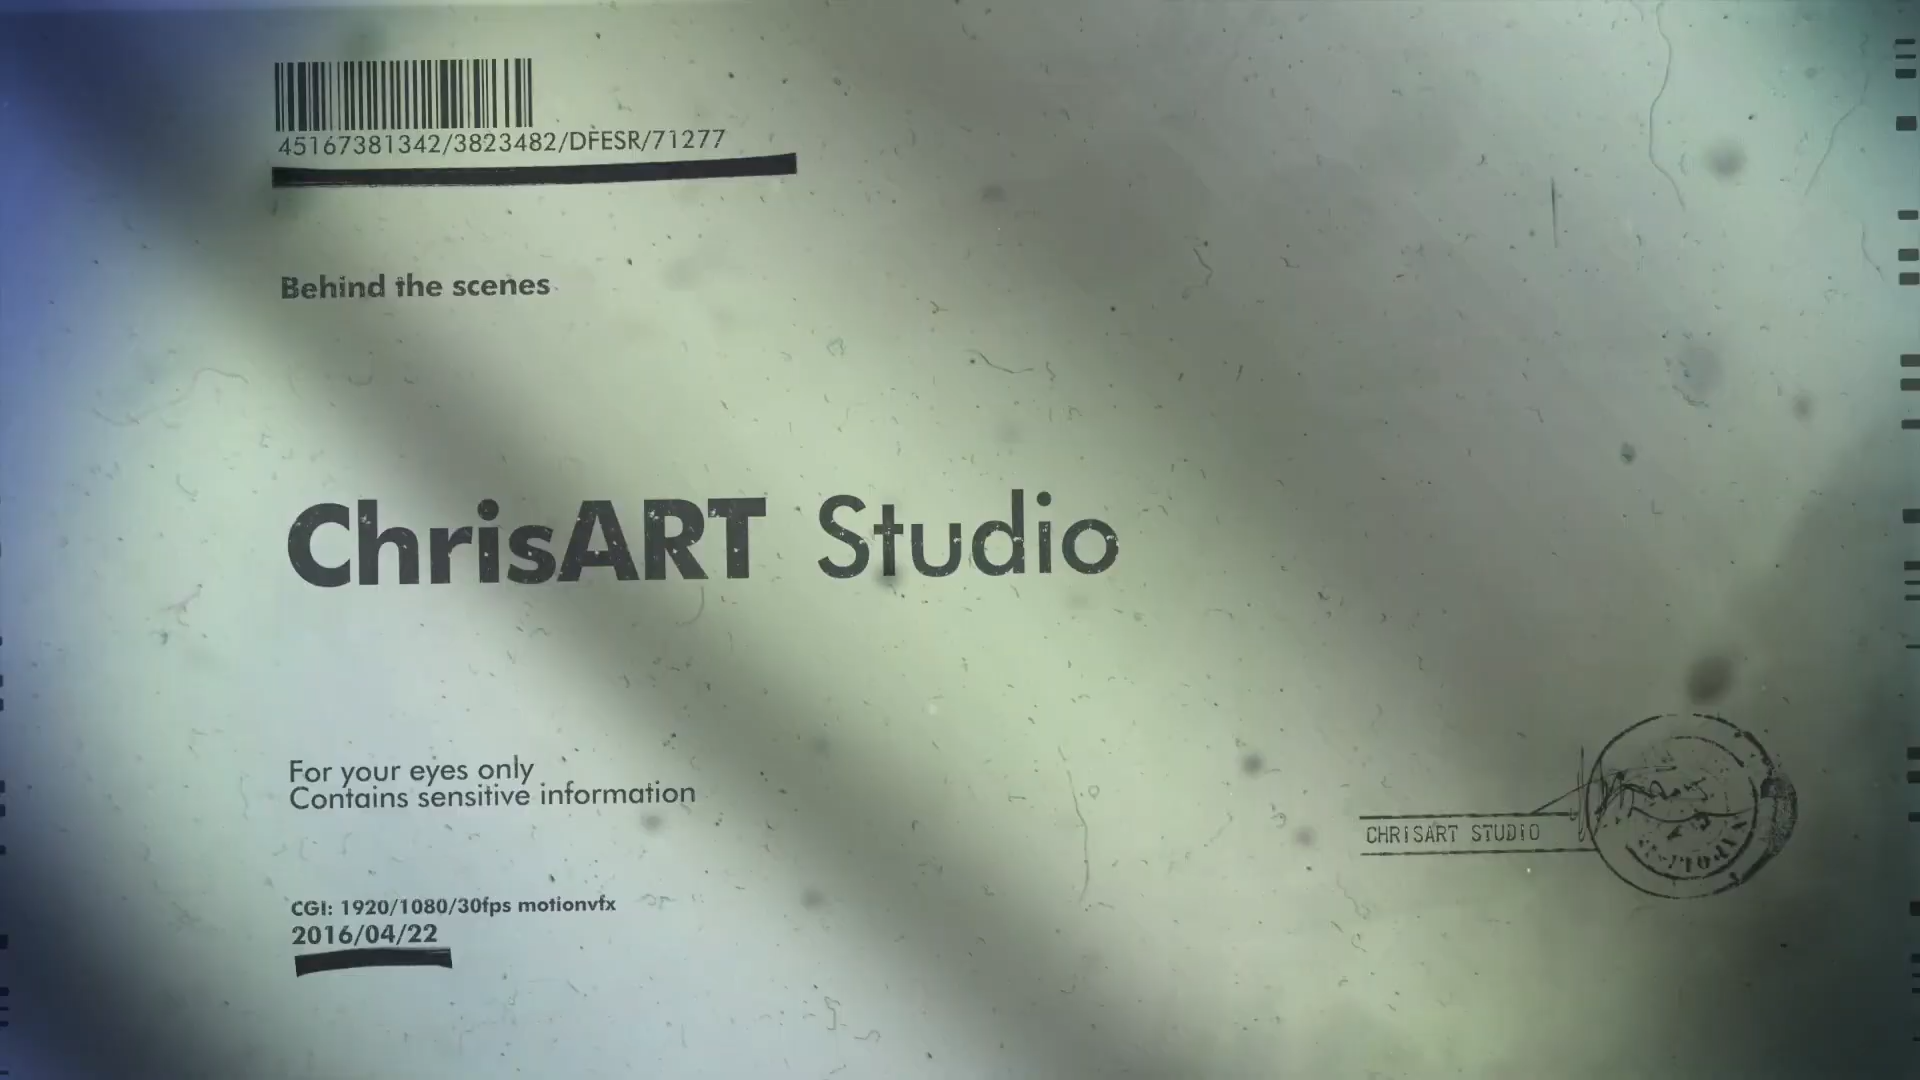 45167381342/3823482/DFESR/71277
Behind the scenes
ChrisART Studio
For your eyes only
Contains sensitive information
CHRISART STUDIO
CGI: 1920/1080/30fps motionvfx
2016/04/22